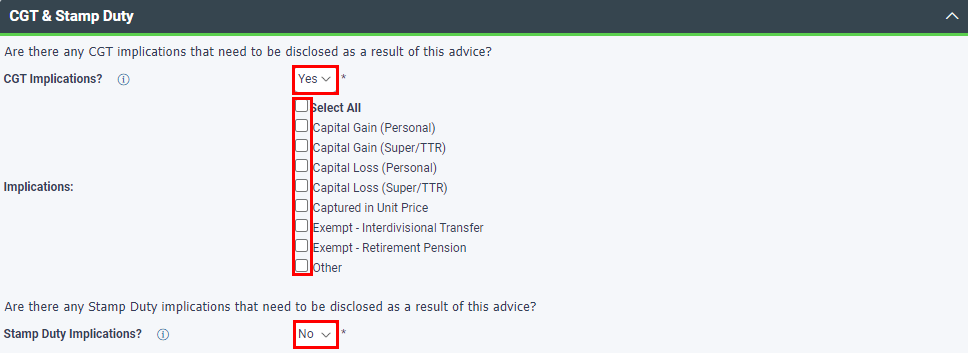 CGT & Stamp Duty
Are there any CGT implications that need to be disclosed as a result of this advice?
CGT Implications? Yes *
Select All
Capital Gain (Personal)
Capital Gain (Super/TTR)
Capital Loss (Personal)
Implications: Capital Loss (Super/TTR)
Captured in Unit Price
Exempt - Interdivisional Transfer
Exempt - Retirement Pension
Other
Are there any Stamp Duty implications that need to be disclosed as a result of this advice?
Stamp Duty Implications? No *